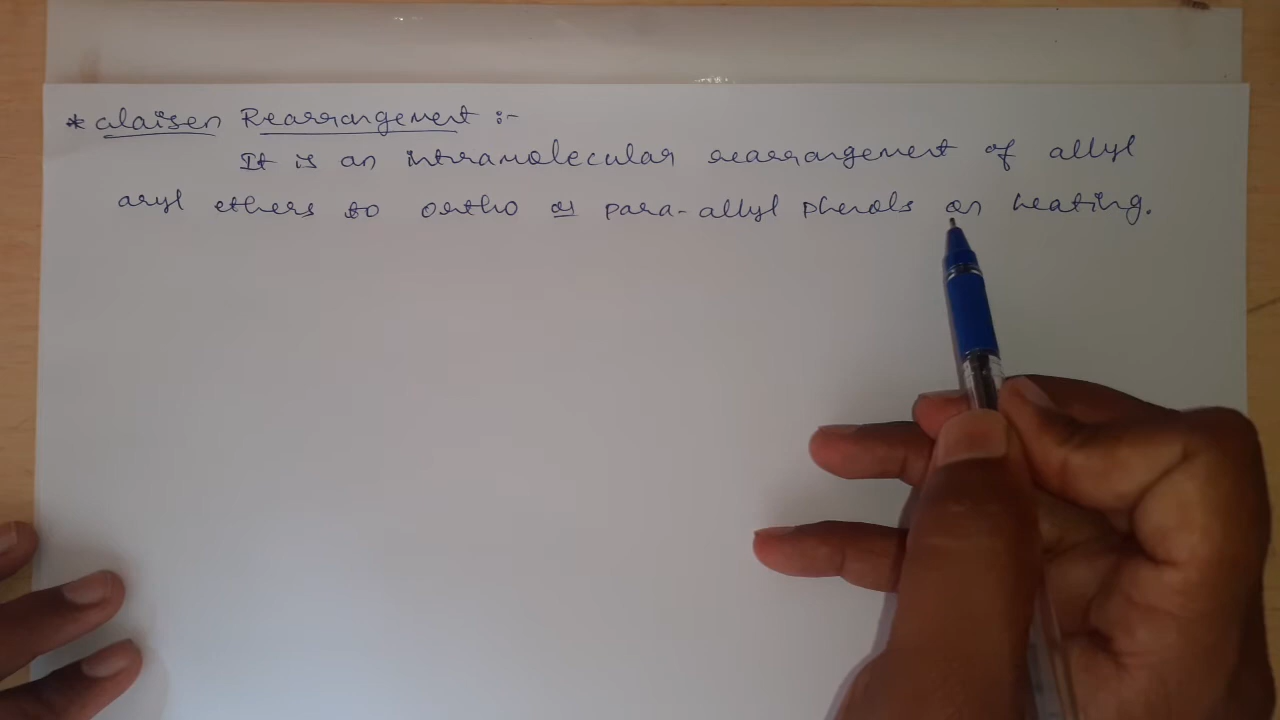 * Claisen Rearrangement :-
It is an intramolecular rearrangement of allyl
aryl ethers to ortho or para-allyl phenols on heating.